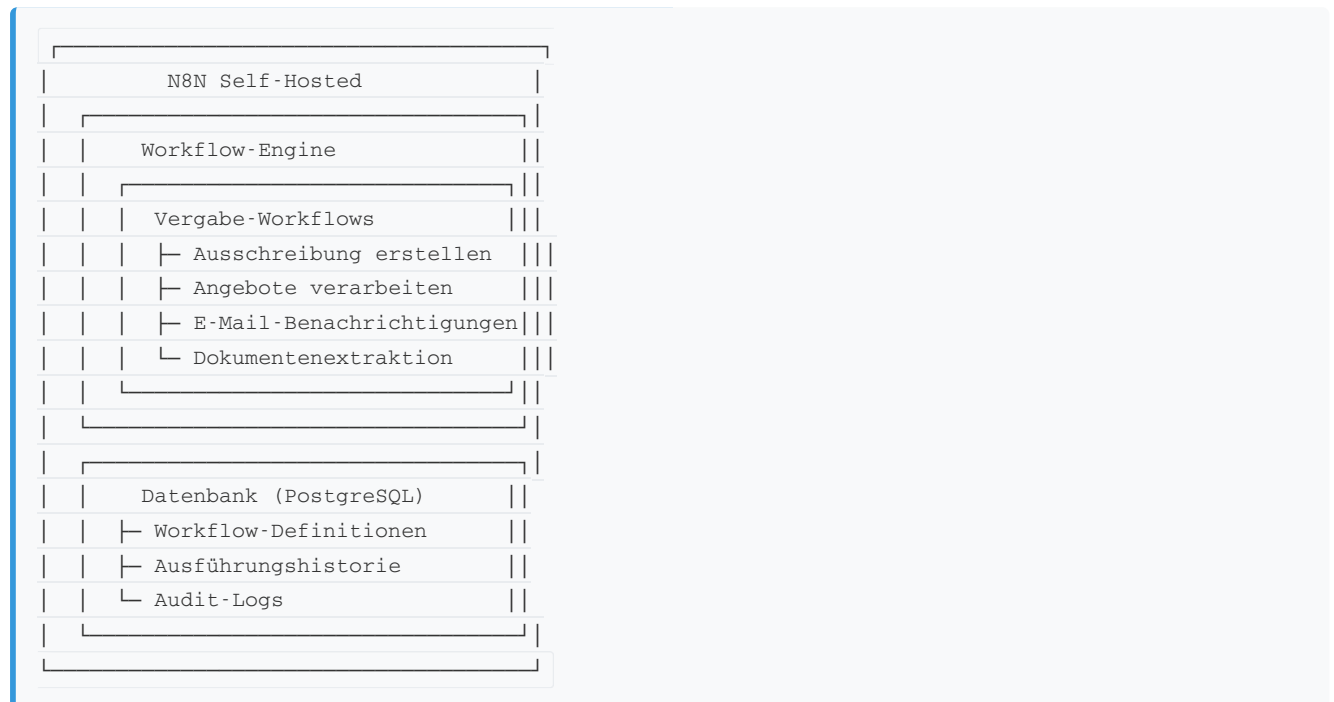 N8N Self-Hosted
Workflow-Engine
Vergabe-Workflows
├─ Ausschreibung erstellen
├─ Angebote verarbeiten
├─ E-Mail-Benachrichtigungen
└─ Dokumentenextraktion
Datenbank (PostgreSQL)
├─ Workflow-Definitionen
├─ Ausführungshistorie
└─ Audit-Logs